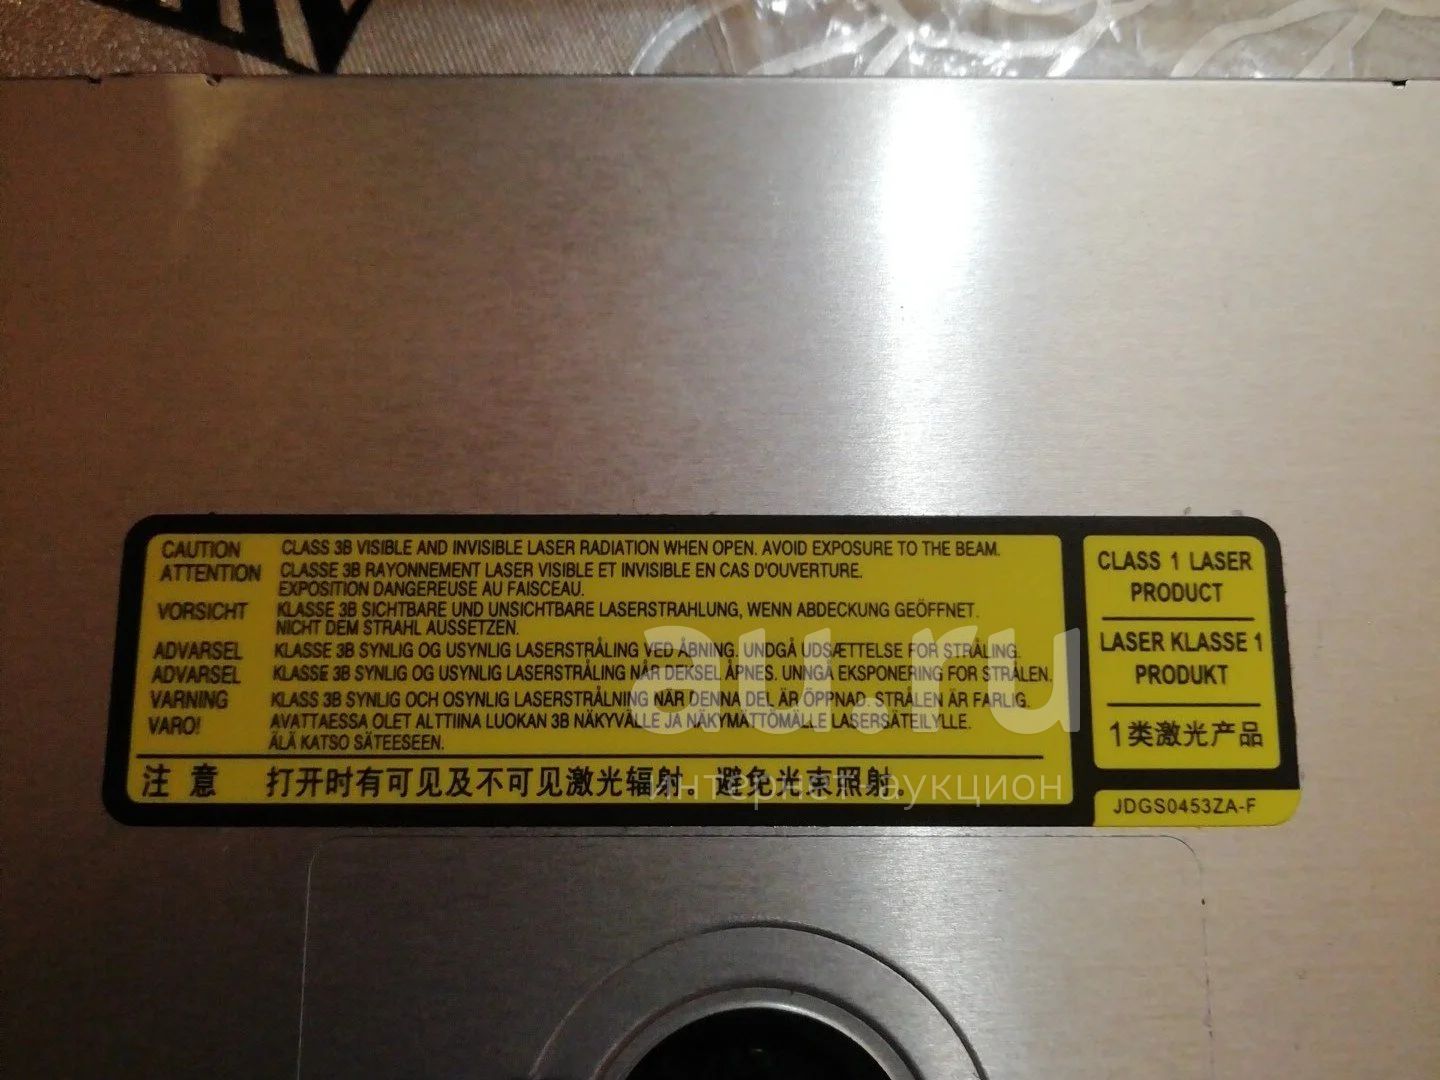 CAUTION CLASS 3B VISIBLE AND INVISIBLE LASER RADIATION WHEN OPEN. AVOID EXPOSURE TO THE BEAM.
ATTENTION CLASSE 3B RAYONNEMENT LASER VISIBLE ET INVISIBLE EN CAS D'OUVERTURE.
EXPOSITION DANGEREUSE AU FAISCEAU.
VORSICHT KLASSE 3B SICHTBARE UND UNSICHTBARE LASERSTRAHLUNG, WENN ABDECKUNG GEÖFFNET.
NICHT DEM STRAHL AUSSETZEN.
ADVARSEL KLASSE 3B SYNLIG OG USYNLIG LASERSTRÅLING VED ÅBNING. UNDGÅ UDSÆTTELSE FOR STRÅLING.
ADVARSEL KLASSE 3B SYNLIG OG USYNLIG LASERSTRÅLING NÅR DEKSEL ÅPNES. UNNGÅ EKSPONERING FOR STRÅLEN.
VARNING KLASS 3B SYNLIG OCH OSYNLIG LASERSTRÅLNING NÄR DENNA DEL ÄR ÖPPNAD. STRÅLEN ÄR FARLIG.
VARO! AVATTAESSA OLET ALTTIINA LUOKAN 3B NÄKYVÄLLE JA NÄKYMÄTTÖMÄLLE LASERSÄTEILYLLE.
ÄLÄ KATSO SÄTEESEEN.
注意 打开时有可见及不可见激光辐射。避免光束照射。
CLASS 1 LASER
PRODUCT
LASER KLASSE 1
PRODUKT
1类激光产品
JDGS0453ZA-F
au.ru
интернет-аукцион